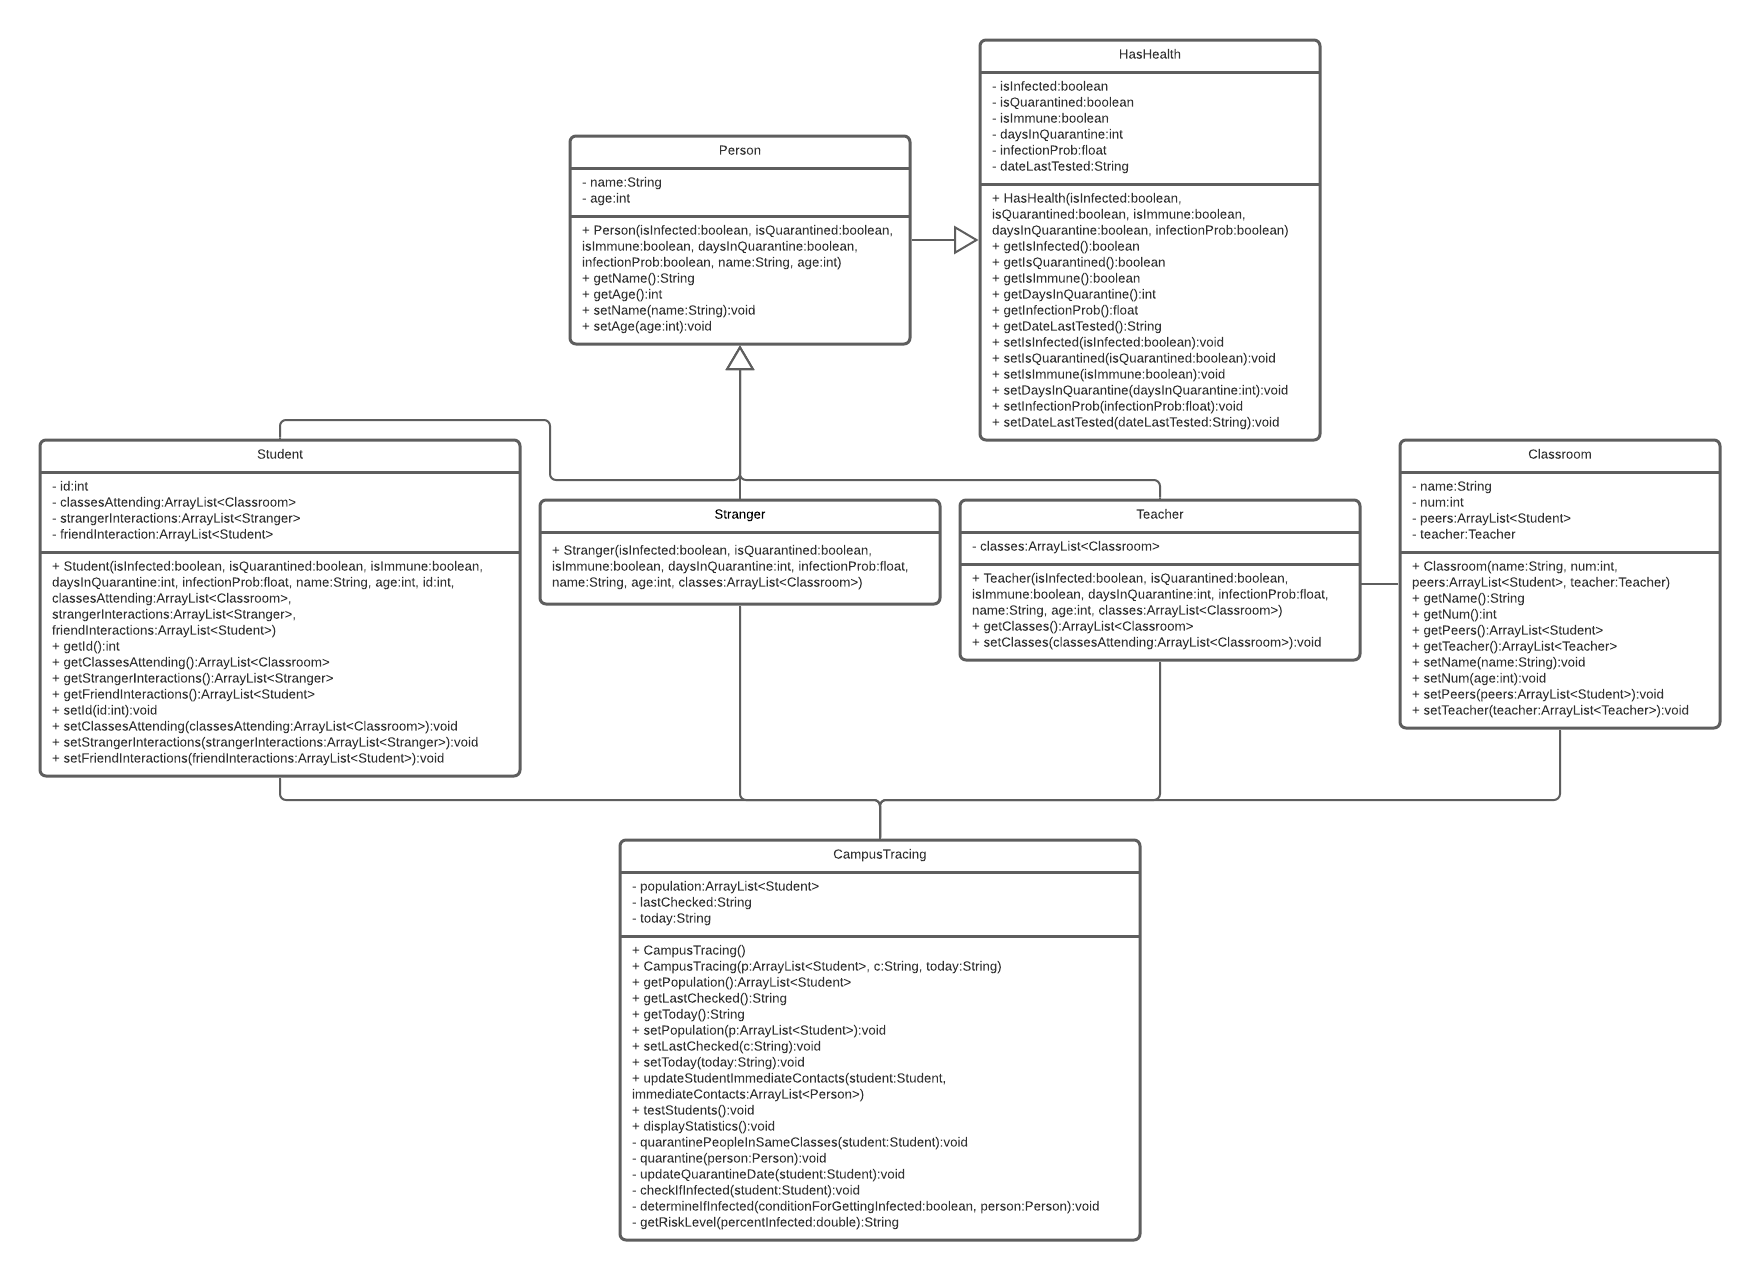 HasHealth
- isInfected:boolean
- isQuarantined:boolean
- isImmune:boolean
- daysInQuarantine:int
- infectionProb:float
- dateLastTested:String
+ HasHealth(isInfected:boolean,
isQuarantined:boolean, isImmune:boolean,
daysInQuarantine:boolean, infectionProb:boolean)
+ getIsInfected():boolean
+ getIsQuarantined():boolean
+ getIsImmune():boolean
+ getDaysInQuarantine():int
+ getInfectionProb():float
+ getDateLastTested():String
+ setIsInfected(isInfected:boolean):void
+ setIsQuarantined(isQuarantined:boolean):void
+ setIsImmune(isImmune:boolean):void
+ setDaysInQuarantine(daysInQuarantine:int):void
+ setInfectionProb(infectionProb:float):void
+ setDateLastTested(dateLastTested:String):void
Person
- name:String
- age:int
+ Person(isInfected:boolean, isQuarantined:boolean,
isImmune:boolean, daysInQuarantine:boolean,
infectionProb:boolean, name:String, age:int)
+ getName():String
+ getAge():int
+ setName(name:String):void
+ setAge(age:int):void
Student
- id:int
- classesAttending:ArrayList<Classroom>
- strangerInteractions:ArrayList<Stranger>
- friendInteraction:ArrayList<Student>
+ Student(isInfected:boolean, isQuarantined:boolean, isImmune:boolean,
daysInQuarantine:int, infectionProb:float, name:String, age:int, id:int,
classesAttending:ArrayList<Classroom>,
strangerInteractions:ArrayList<Stranger>,
friendInteractions:ArrayList<Student>)
+ getId():int
+ getClassesAttending():ArrayList<Classroom>
+ getStrangerInteractions():ArrayList<Stranger>
+ getFriendInteractions():ArrayList<Student>
+ setId(id:int):void
+ setClassesAttending(classesAttending:ArrayList<Classroom>):void
+ setStrangerInteractions(strangerInteractions:ArrayList<Stranger>):void
+ setFriendInteractions(friendInteractions:ArrayList<Student>):void
Stranger
+ Stranger(isInfected:boolean, isQuarantined:boolean,
isImmune:boolean, daysInQuarantine:int, infectionProb:float,
name:String, age:int, classes:ArrayList<Classroom>)
Teacher
- classes:ArrayList<Classroom>
+ Teacher(isInfected:boolean, isQuarantined:boolean,
isImmune:boolean, daysInQuarantine:int, infectionProb:float,
name:String, age:int, classes:ArrayList<Classroom>)
+ getClasses():ArrayList<Classroom>
+ setClasses(classesAttending:ArrayList<Classroom>):void
Classroom
- name:String
- num:int
- peers:ArrayList<Student>
- teacher:Teacher
+ Classroom(name:String, num:int,
peers:ArrayList<Student>, teacher:Teacher)
+ getName():String
+ getNum():int
+ getPeers():ArrayList<Student>
+ getTeacher():ArrayList<Teacher>
+ setName(name:String):void
+ setNum(age:int):void
+ setPeers(peers:ArrayList<Student>):void
+ setTeacher(teacher:ArrayList<Teacher>):void
CampusTracing
- population:ArrayList<Student>
- lastChecked:String
- today:String
+ CampusTracing()
+ CampusTracing(p:ArrayList<Student>, c:String, today:String)
+ getPopulation():ArrayList<Student>
+ getLastChecked():String
+ getToday():String
+ setPopulation(p:ArrayList<Student>):void
+ setLastChecked(c:String):void
+ setToday(today:String):void
+ updateStudentImmediateContacts(student:Student,
immediateContacts:ArrayList<Person>)
+ testStudents():void
+ displayStatistics():void
- quarantinePeopleInSameClasses(student:Student):void
- quarantine(person:Person):void
- updateQuarantineDate(student:Student):void
- checkIfInfected(student:Student):void
- determineIfInfected(conditionForGettingInfected:boolean, person:Person):void
- getRiskLevel(percentInfected:double):String